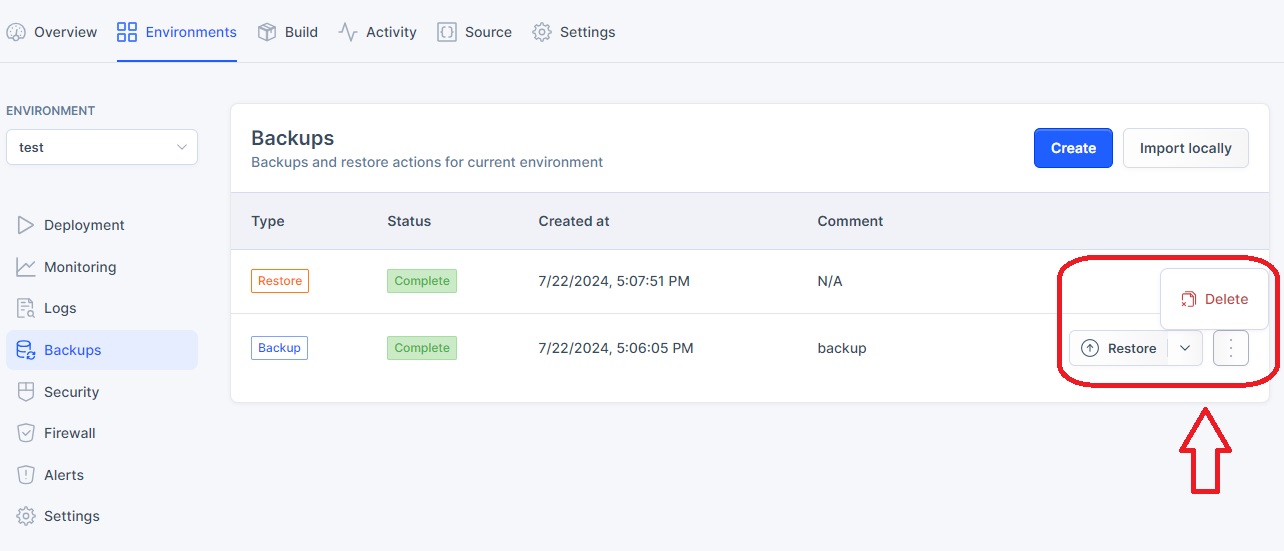 Overview Environments Build Activity Source Settings
ENVIRONMENT
test
Deployment
Monitoring
Logs
Backups
Security
Firewall
Alerts
Settings
Backups
Backups and restore actions for current environment
Create Import locally
Type Status Created at Comment
Restore Complete 7/22/2024, 5:07:51 PM N/A
Delete
Backup Complete 7/22/2024, 5:06:05 PM backup Restore